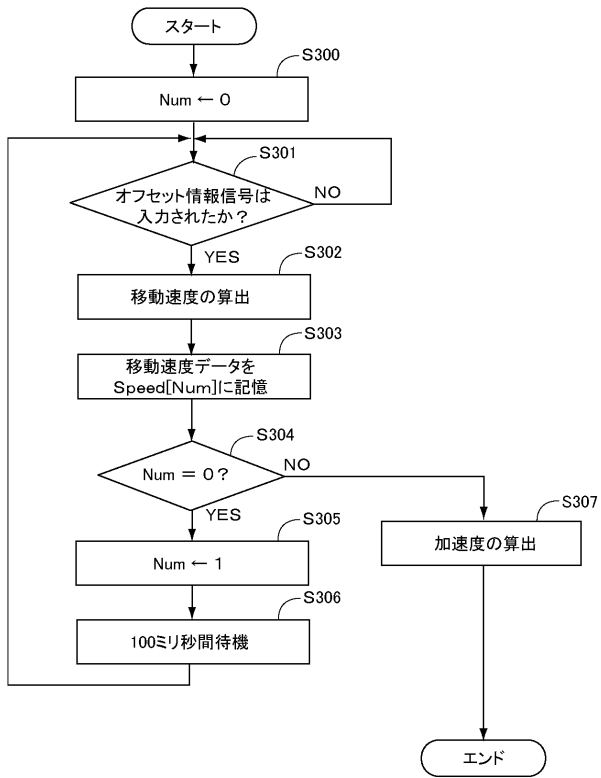 スタート
S300
Num ← 0
S301
オフセット情報信号は
入力されたか？
NO
YES
S302
移動速度の算出
S303
移動速度データを
Speed[Num]に記憶
S304
Num ＝ 0？
NO
YES
S305
Num ← 1
S306
100ミリ秒間待機
S307
加速度の算出
エンド